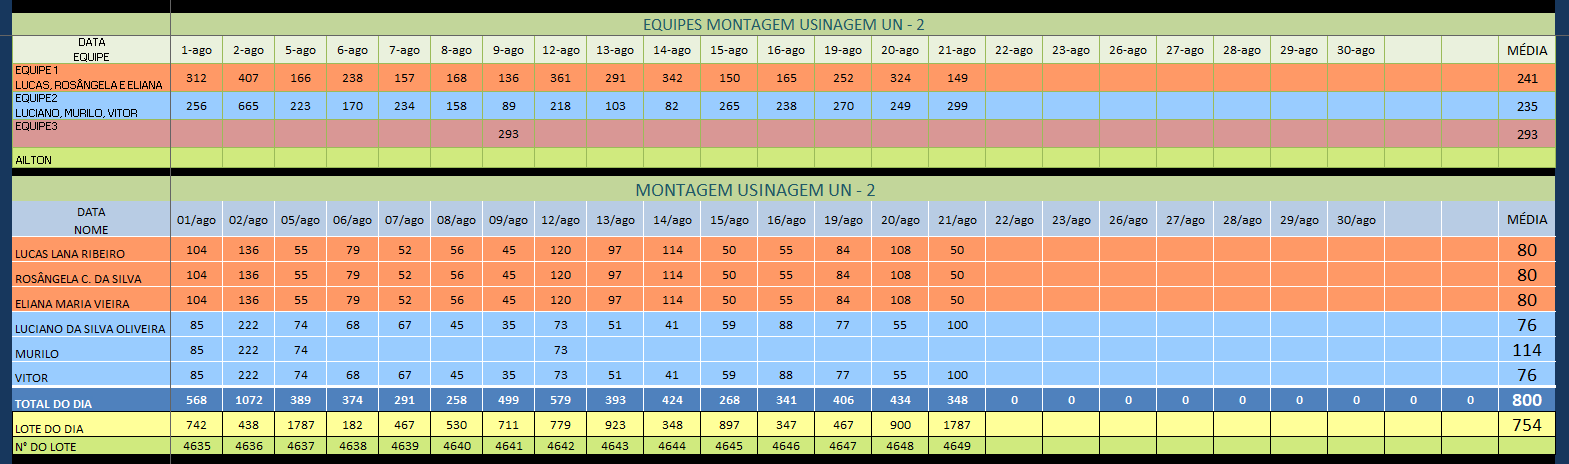 EQUIPES MONTAGEM USINAGEM UN - 2
DATA
EQUIPE 1-ago 2-ago 5-ago 6-ago 7-ago 8-ago 9-ago 12-ago 13-ago 14-ago 15-ago 16-ago 19-ago 20-ago 21-ago 22-ago 23-ago 26-ago 27-ago 28-ago 29-ago 30-ago MÉDIA
EQUIPE 1
LUCAS, ROSÂNGELA E ELIANA 312 407 166 238 157 168 136 361 291 342 150 165 252 324 149 241
EQUIPE2
LUCIANO, MURILO, VITOR 256 665 223 170 234 158 89 218 103 82 265 238 270 249 299 235
EQUIPE3 293 293
AILTON
MONTAGEM USINAGEM UN - 2
DATA
NOME 01/ago 02/ago 05/ago 06/ago 07/ago 08/ago 09/ago 12/ago 13/ago 14/ago 15/ago 16/ago 19/ago 20/ago 21/ago 22/ago 23/ago 26/ago 27/ago 28/ago 29/ago 30/ago MÉDIA
LUCAS LANA RIBEIRO 104 136 55 79 52 56 45 120 97 114 50 55 84 108 50 80
ROSÂNGELA C. DA SILVA 104 136 55 79 52 56 45 120 97 114 50 55 84 108 50 80
ELIANA MARIA VIEIRA 104 136 55 79 52 56 45 120 97 114 50 55 84 108 50 80
LUCIANO DA SILVA OLIVEIRA 85 222 74 68 67 45 35 73 51 41 59 88 77 55 100 76
MURILO 85 222 74 73 114
VITOR 85 222 74 68 67 45 35 73 51 41 59 88 77 55 100 76
TOTAL DO DIA 568 1072 389 374 291 258 499 579 393 424 268 341 406 434 348 0 0 0 0 0 0 0 0 0 800
LOTE DO DIA 742 438 1787 182 467 530 711 779 923 348 897 347 467 900 1787 754
N° DO LOTE 4635 4636 4637 4638 4639 4640 4641 4642 4643 4644 4645 4646 4647 4648 4649